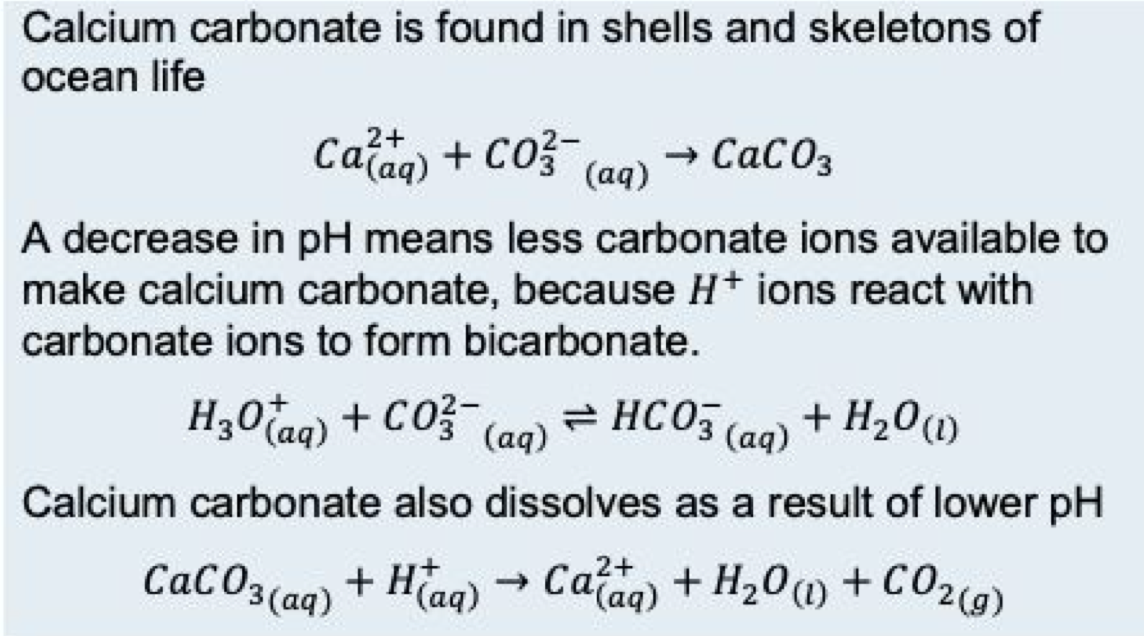 Calcium carbonate is found in shells and skeletons of
ocean life
Ca²⁺(aq) + CO₃²⁻(aq) → CaCO₃
A decrease in pH means less carbonate ions available to
make calcium carbonate, because H⁺ ions react with
carbonate ions to form bicarbonate.
H₃O⁺(aq) + CO₃²⁻(aq) ⇌ HCO₃⁻(aq) + H₂O(l)
Calcium carbonate also dissolves as a result of lower pH
CaCO₃(aq) + H⁺(aq) → Ca²⁺(aq) + H₂O(l) + CO₂(g)